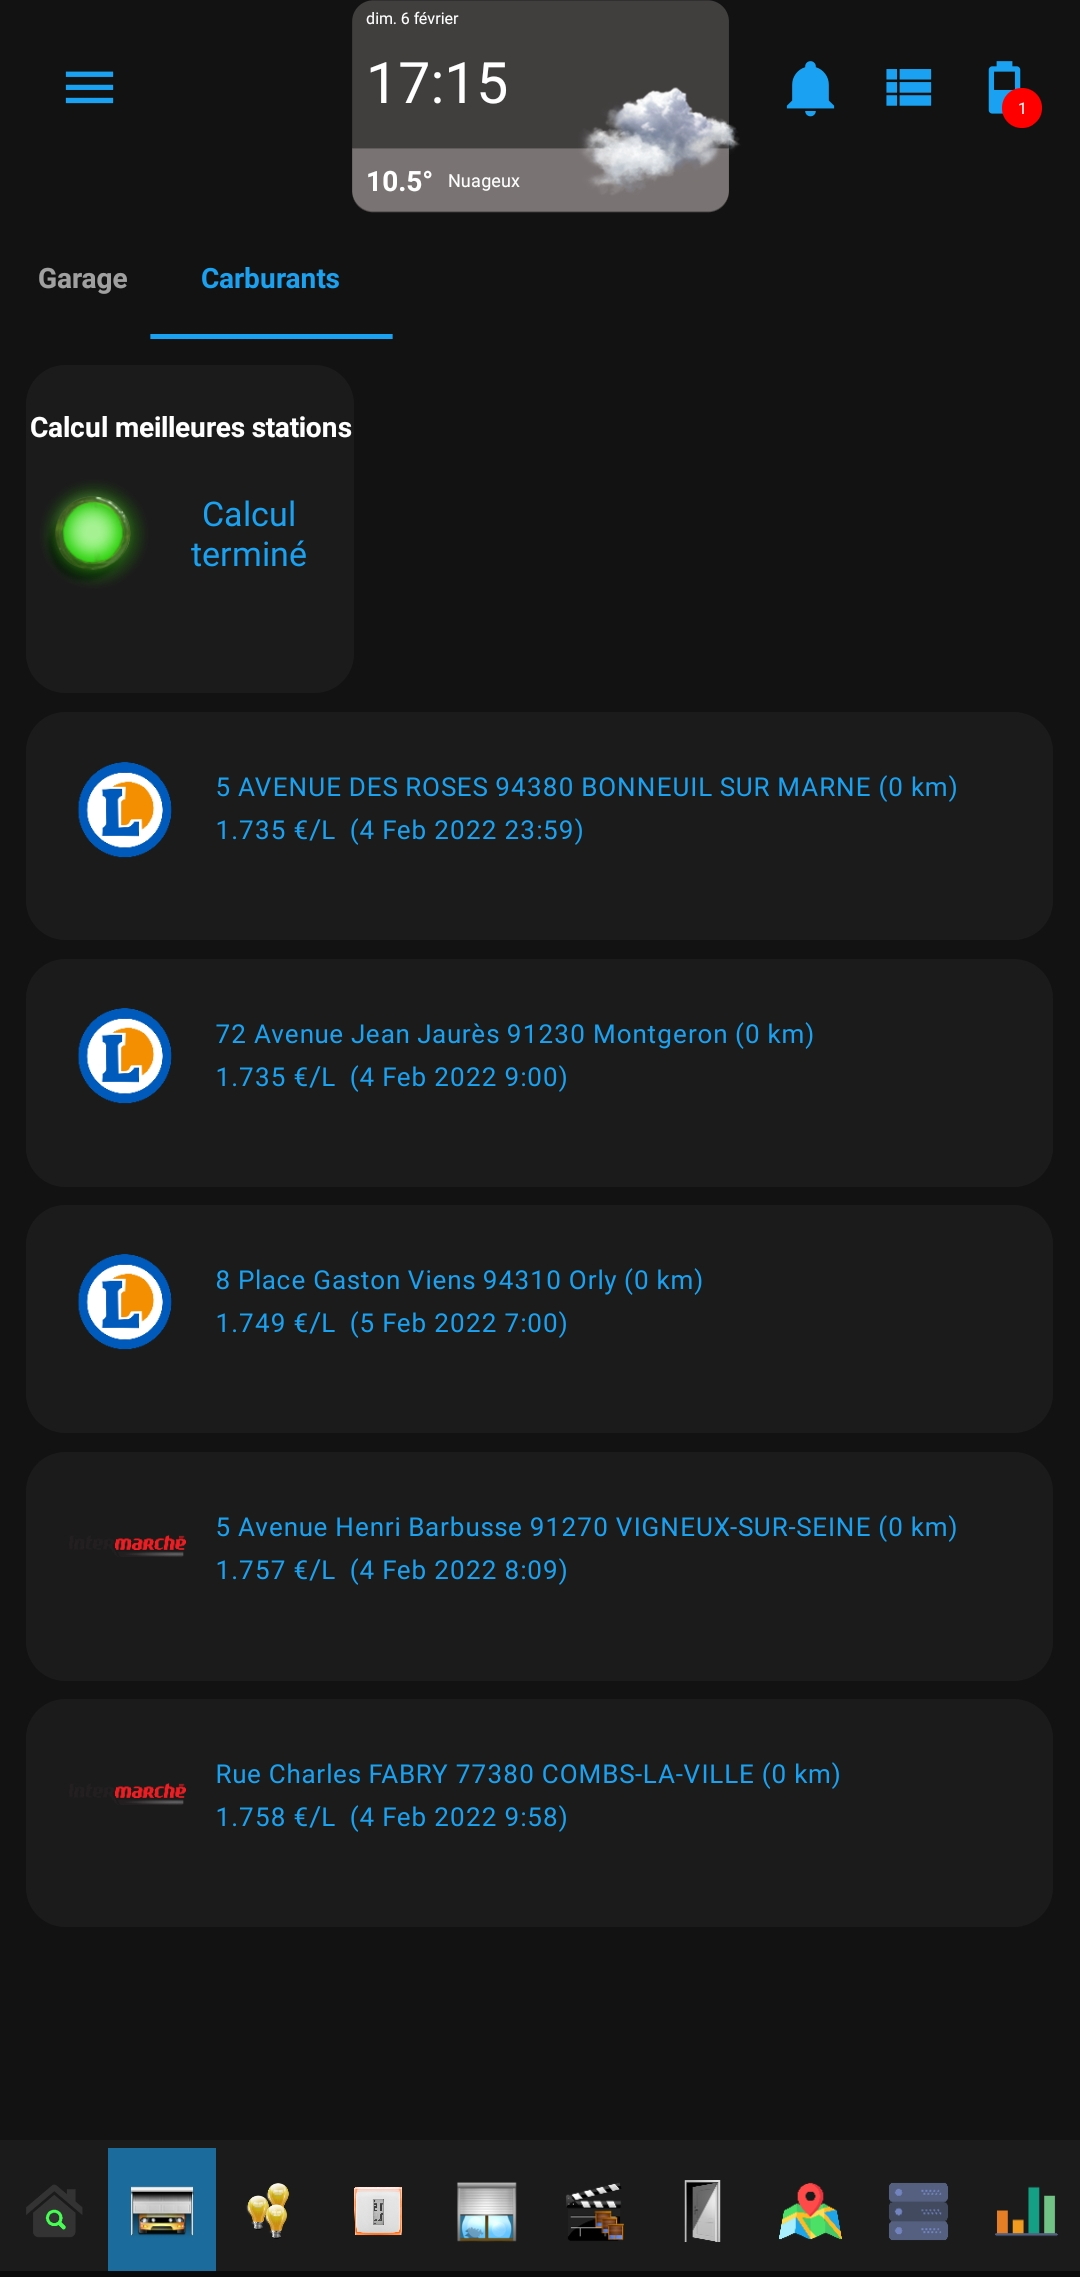 dim. 6 février
17:15
1
10.5° Nuageux
Garage Carburants
Calcul meilleures stations
Calcul
terminé
5 AVENUE DES ROSES 94380 BONNEUIL SUR MARNE (0 km)
1.735 €/L (4 Feb 2022 23:59)
72 Avenue Jean Jaurès 91230 Montgeron (0 km)
1.735 €/L (4 Feb 2022 9:00)
8 Place Gaston Viens 94310 Orly (0 km)
1.749 €/L (5 Feb 2022 7:00)
Intermarché
5 Avenue Henri Barbusse 91270 VIGNEUX-SUR-SEINE (0 km)
1.757 €/L (4 Feb 2022 8:09)
Intermarché
Rue Charles FABRY 77380 COMBS-LA-VILLE (0 km)
1.758 €/L (4 Feb 2022 9:58)